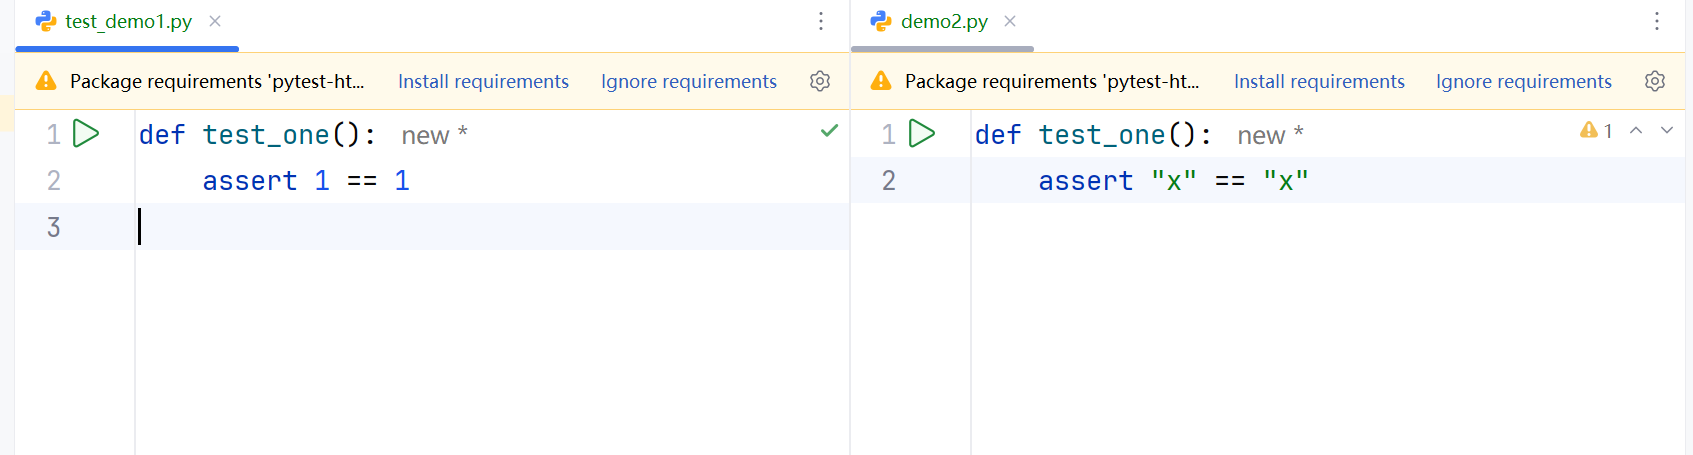 test_demo1.py
Package requirements 'pytest-ht... Install requirements Ignore requirements
1 def test_one(): new *
2     assert 1 == 1
3
demo2.py
Package requirements 'pytest-ht... Install requirements Ignore requirements
1 def test_one(): new * 1
2     assert "x" == "x"